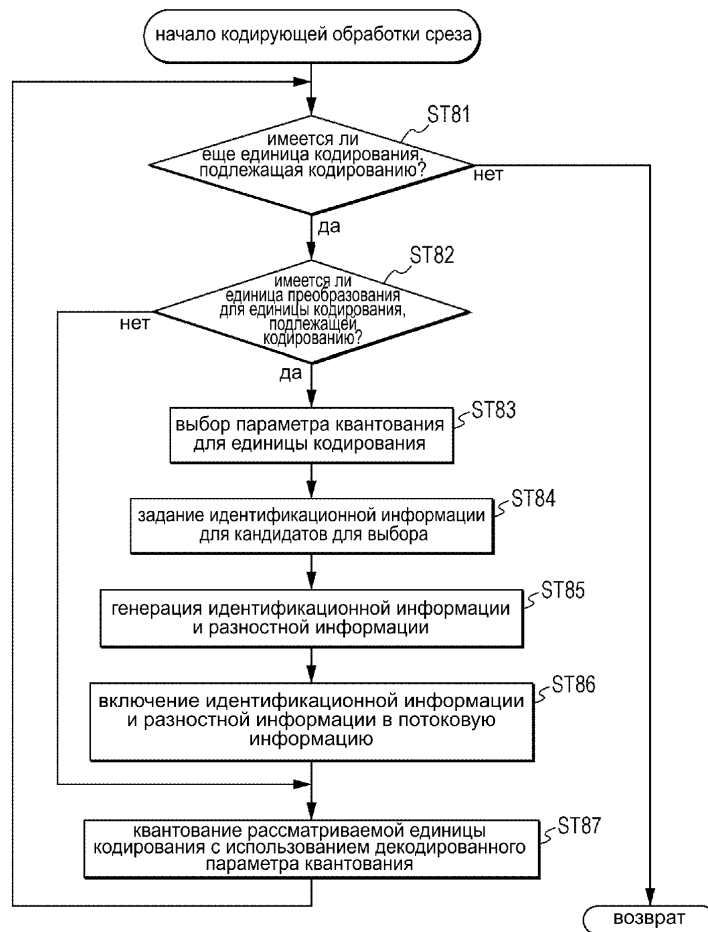 начало кодирующей обработки среза
ST81
имеется ли
еще единица кодирования,
подлежащая кодированию?
нет
да
ST82
имеется ли
единица преобразования
для единицы кодирования,
подлежащей
кодированию?
нет
да
ST83
выбор параметра квантования
для единицы кодирования
ST84
задание идентификационной информации
для кандидатов для выбора
ST85
генерация идентификационной информации
и разностной информации
ST86
включение идентификационной информации
и разностной информации в потоковую
информацию
ST87
квантование рассматриваемой единицы
кодирования с использованием декодированного
параметра квантования
возврат